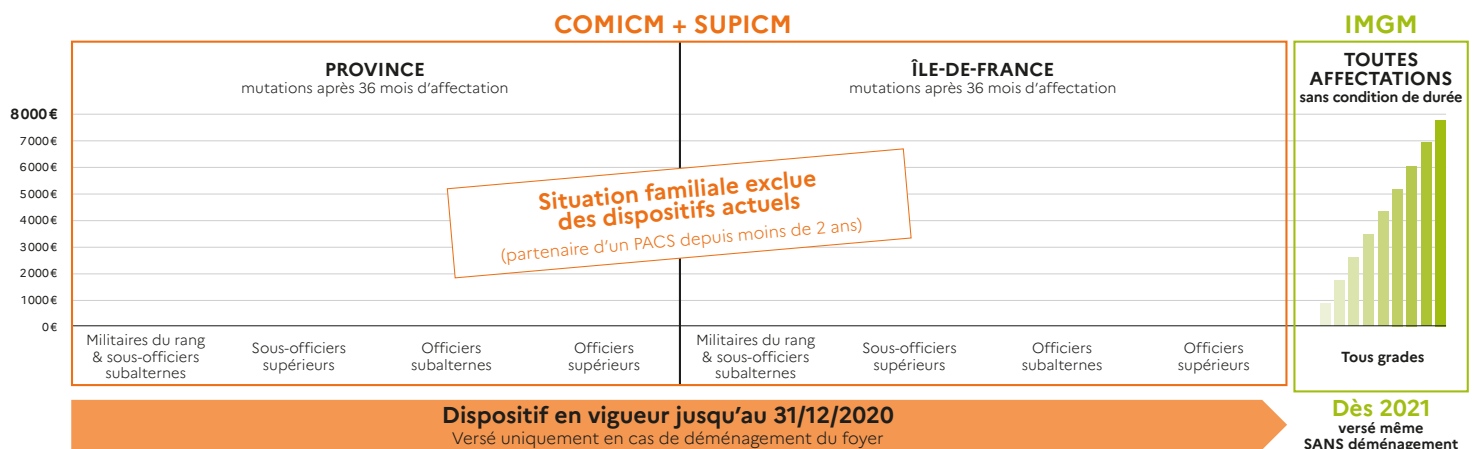 COMICM + SUPICM
IMGM
PROVINCE
mutations après 36 mois d'affectation
ÎLE-DE-FRANCE
mutations après 36 mois d'affectation
TOUTES
AFFECTATIONS
sans condition de durée
8000€
7000€
6000€
5000€
4000€
3000€
2000€
1000€
0€
Situation familiale exclue
des dispositifs actuels
(partenaire d'un PACS depuis moins de 2 ans)
Militaires du rang
& sous-officiers
subalternes
Sous-officiers
supérieurs
Officiers
subalternes
Officiers
supérieurs
Militaires du rang
& sous-officiers
subalternes
Sous-officiers
supérieurs
Officiers
subalternes
Officiers
supérieurs
Tous grades
Dispositif en vigueur jusqu'au 31/12/2020
Versé uniquement en cas de déménagement du foyer
Dès 2021
versé même
SANS déménagement